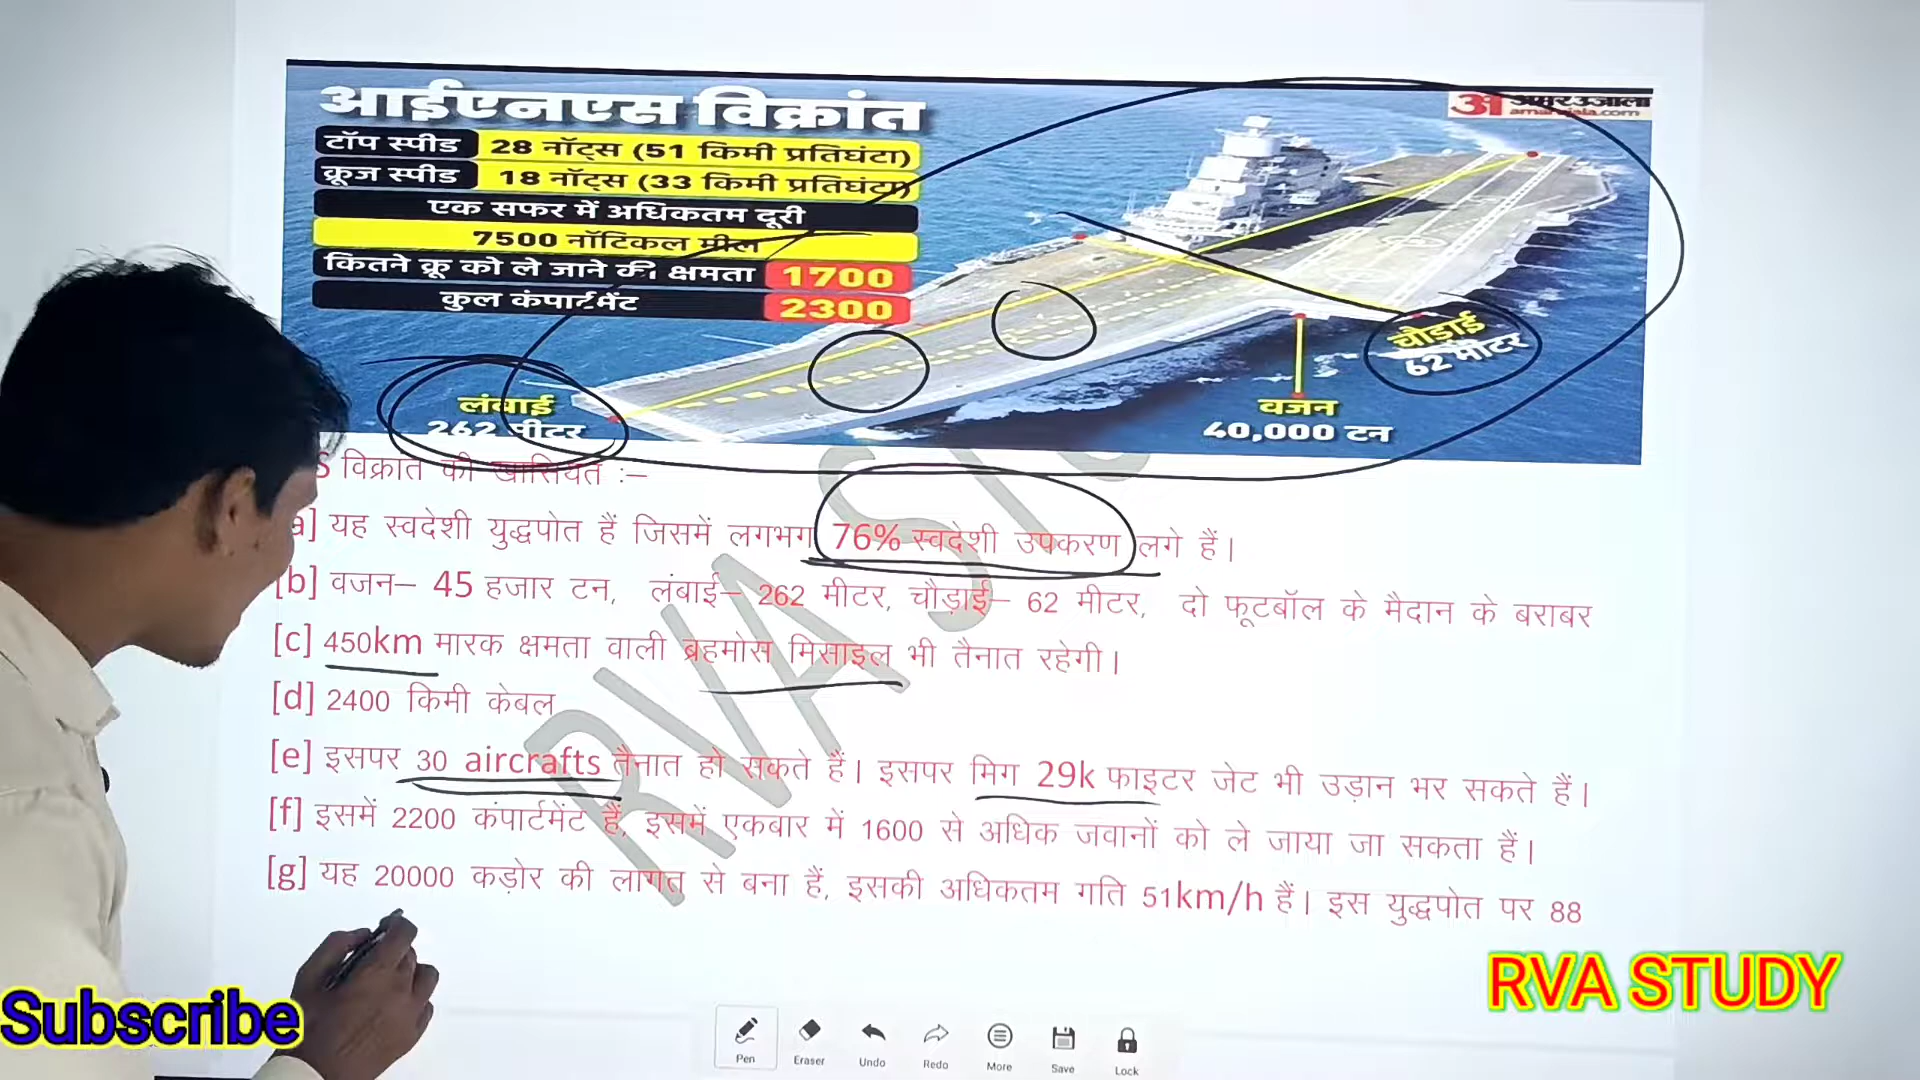 आईएनएस विक्रांत
अमर उजाला
amarujala.com
टॉप स्पीड 28 नॉट्स (51 किमी प्रतिघंटा)
क्रूज स्पीड 18 नॉट्स (33 किमी प्रतिघंटा)
एक सफर में अधिकतम दूरी
7500 नॉटिकल मील
कितने क्रू को ले जाने की क्षमता 1700
कुल कंपार्टमेंट 2300
चौड़ाई
62 मीटर
लंबाई
262 मीटर
वजन
40,000 टन
S विक्रांत की खासियत :–
a] यह स्वदेशी युद्धपोत हैं जिसमें लगभग 76% स्वदेशी उपकरण लगे हैं।
[b] वजन– 45 हजार टन, लंबाई– 262 मीटर, चौड़ाई– 62 मीटर, दो फूटबॉल के मैदान के बराबर
[c] 450km मारक क्षमता वाली ब्रहमोस मिसाइल भी तैनात रहेगी।
[d] 2400 किमी केबल
[e] इसपर 30 aircrafts तैनात हो सकते हैं। इसपर मिग 29k फाइटर जेट भी उड़ान भर सकते हैं।
[f] इसमें 2200 कंपार्टमेंट हैं, इसमें एकबार में 1600 से अधिक जवानों को ले जाया जा सकता हैं।
[g] यह 20000 कड़ोर की लागत से बना हैं, इसकी अधिकतम गति 51km/h हैं। इस युद्धपोत पर 88
RVA STUDY
Subscribe
Pen Eraser Undo Redo More Save Lock